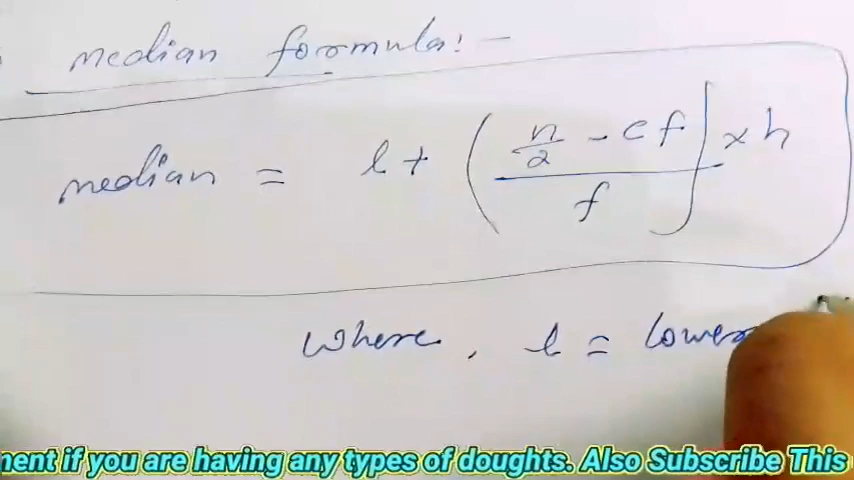 median formula: -
median = l + ( n/2 - cf / f ) x h
where, l = lower
ment if you are having any types of doughts. Also Subscribe This